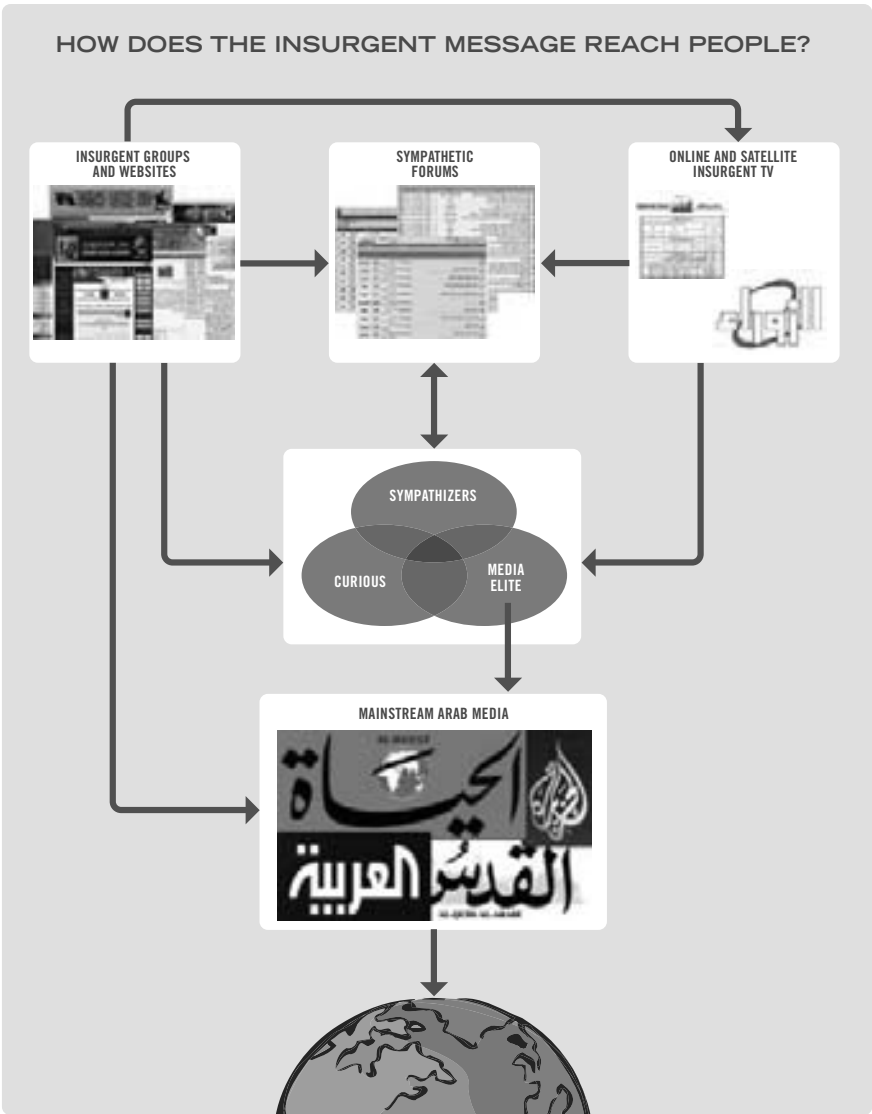 HOW DOES THE INSURGENT MESSAGE REACH PEOPLE?
INSURGENT GROUPS
AND WEBSITES
SYMPATHETIC
FORUMS
ONLINE AND SATELLITE
INSURGENT TV
SYMPATHIZERS
CURIOUS
MEDIA
ELITE
MAINSTREAM ARAB MEDIA
الحياة
العربية
القدس